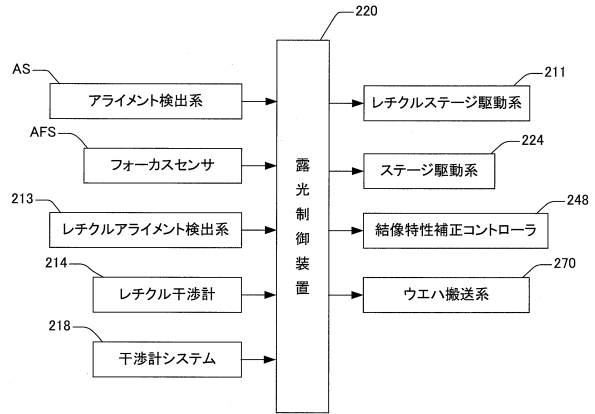 220
AS
アライメント検出系
AFS
フォーカスセンサ
213
レチクルアライメント検出系
214
レチクル干渉計
218
干渉計システム
露光制御装置
211
レチクルステージ駆動系
224
ステージ駆動系
248
結像特性補正コントローラ
270
ウエハ搬送系